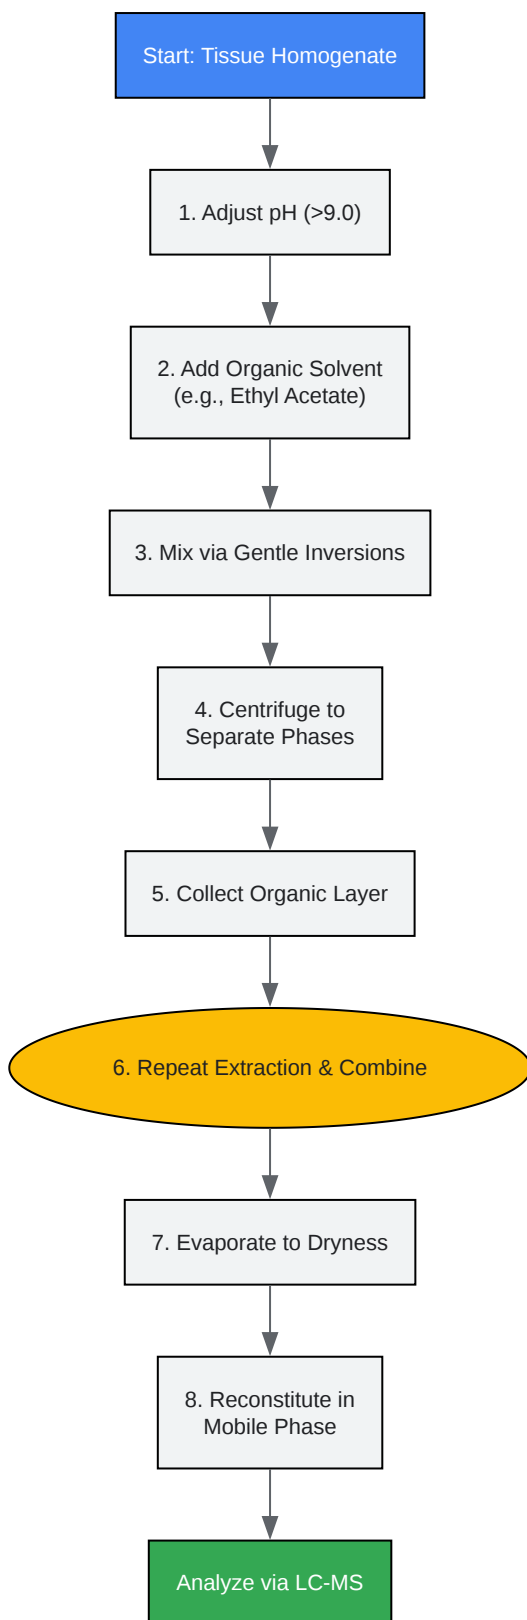 Start: Tissue Homogenate
1. Adjust pH (>9.0)
2. Add Organic Solvent
(e.g., Ethyl Acetate)
3. Mix via Gentle Inversions
4. Centrifuge to
Separate Phases
5. Collect Organic Layer
6. Repeat Extraction & Combine
7. Evaporate to Dryness
8. Reconstitute in
Mobile Phase
Analyze via LC-MS